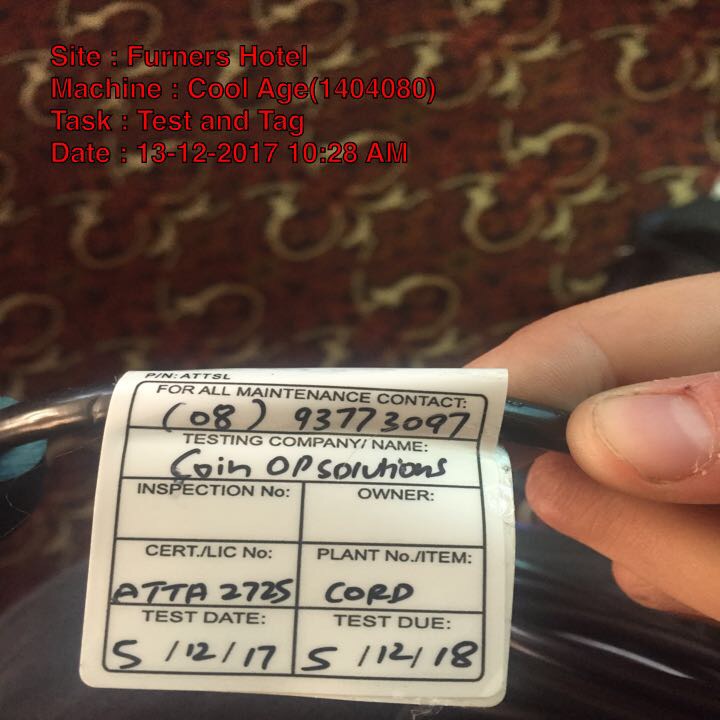 Site : Furners Hotel
Machine : Cool Age(1404080)
Task : Test and Tag
Date : 13-12-2017 10:28 AM
P/N: ATTSL
FOR ALL MAINTENANCE CONTACT:
(08) 93773097
TESTING COMPANY/ NAME:
Coin OP solutions
INSPECTION No: OWNER:
CERT./LIC No: PLANT No./ITEM:
ATTA 2725 CORD
TEST DATE: TEST DUE:
5/12/17 5/12/18